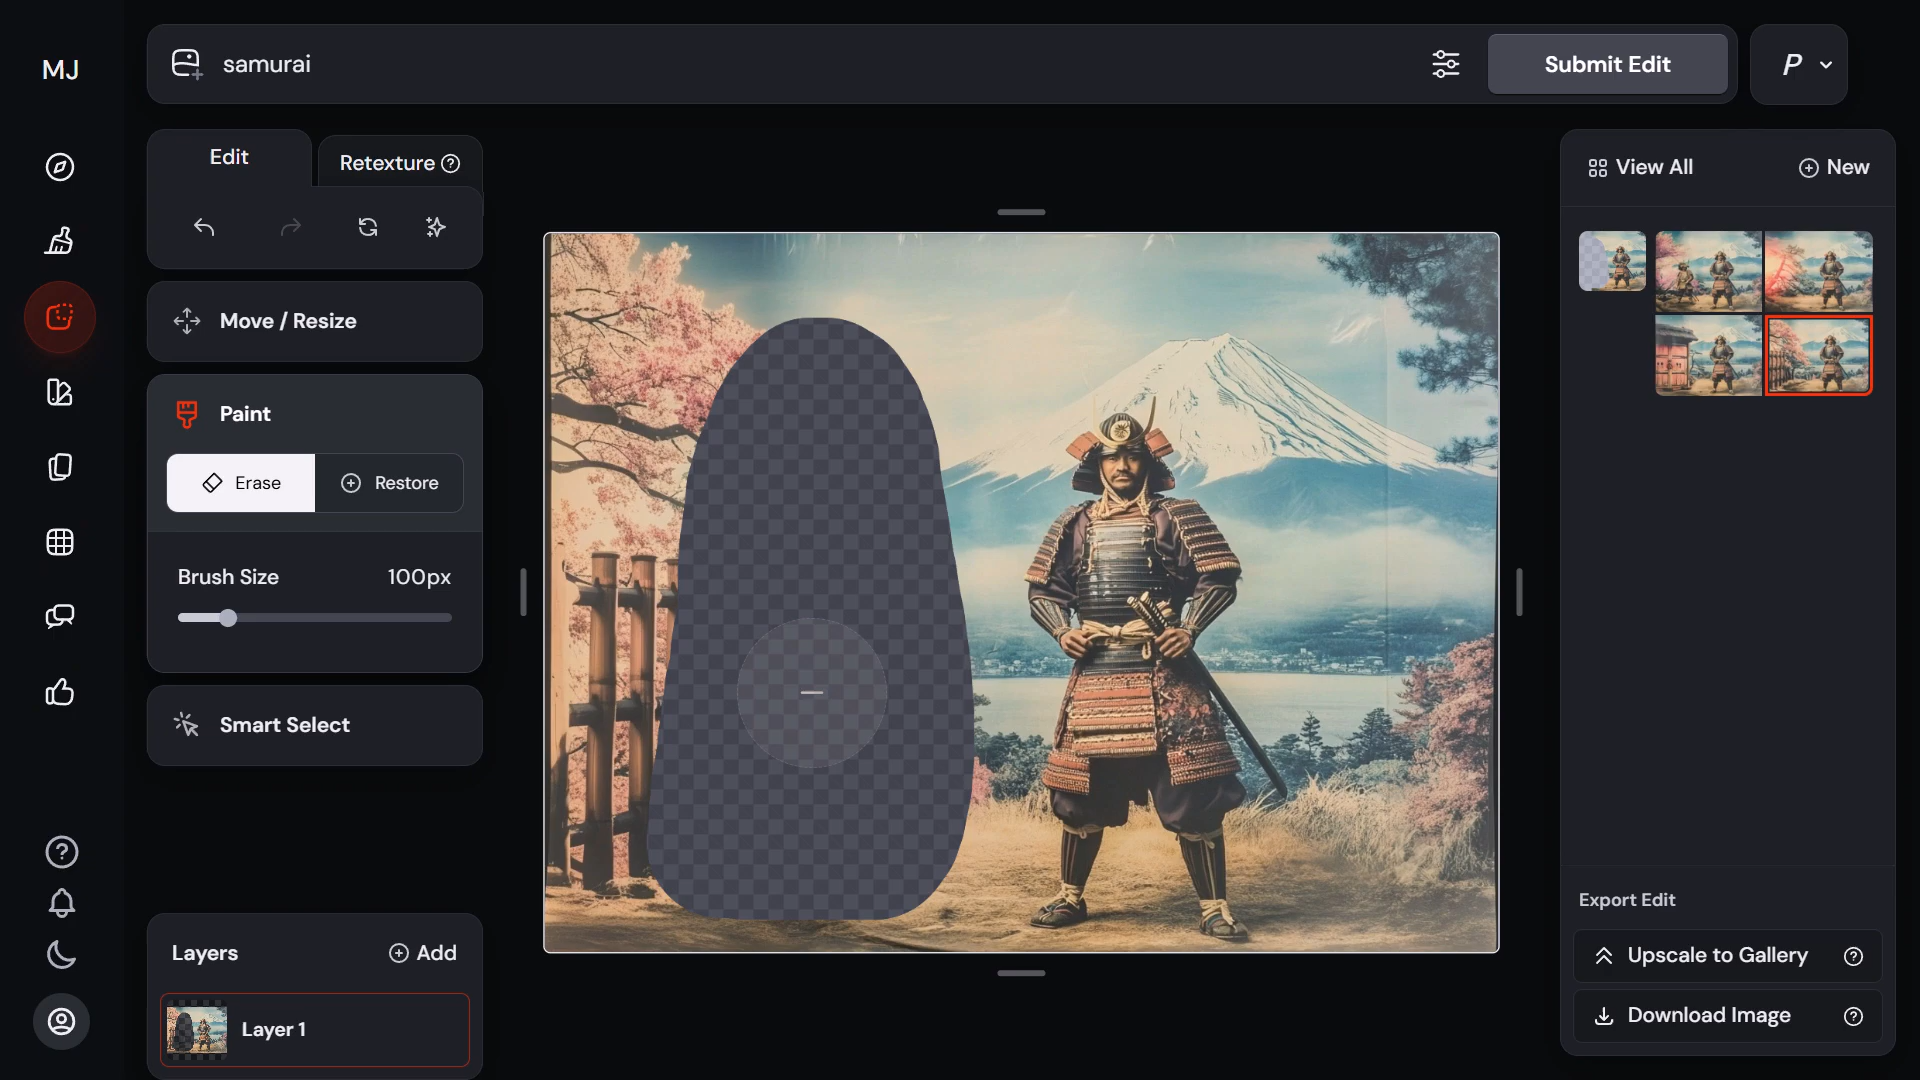 MJ
samurai
Submit Edit
P
Edit
Retexture
View All
New
Move / Resize
Paint
Erase
Restore
Brush Size
100px
Smart Select
Layers
Add
Layer 1
Export Edit
Upscale to Gallery
Download Image